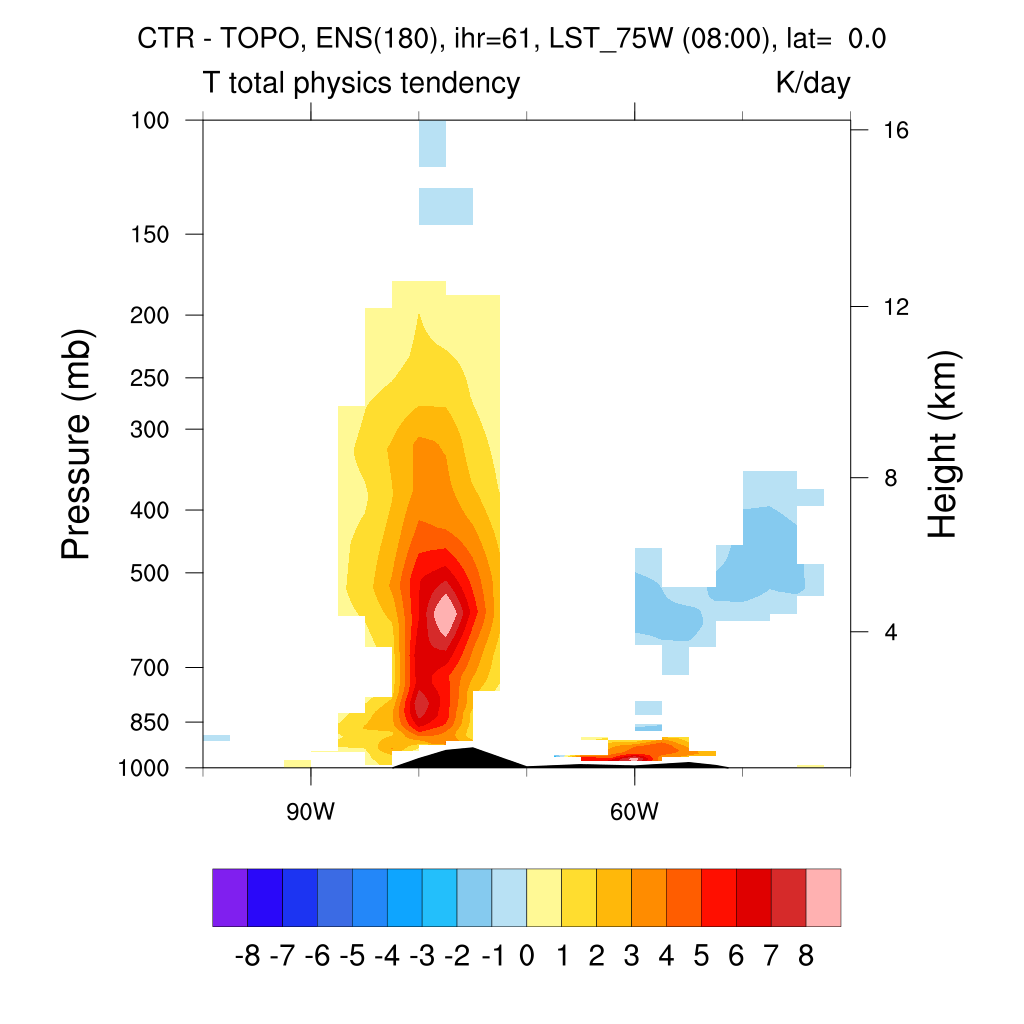 CTR - TOPO, ENS(180), ihr=61, LST_75W (08:00), lat=  0.0
T total physics tendency K/day
100
150
200
250
300
400
500
700
850
1000
Pressure (mb)
16
12
8
4
Height (km)
90W 60W
-8 -7 -6 -5 -4 -3 -2 -1 0 1 2 3 4 5 6 7 8